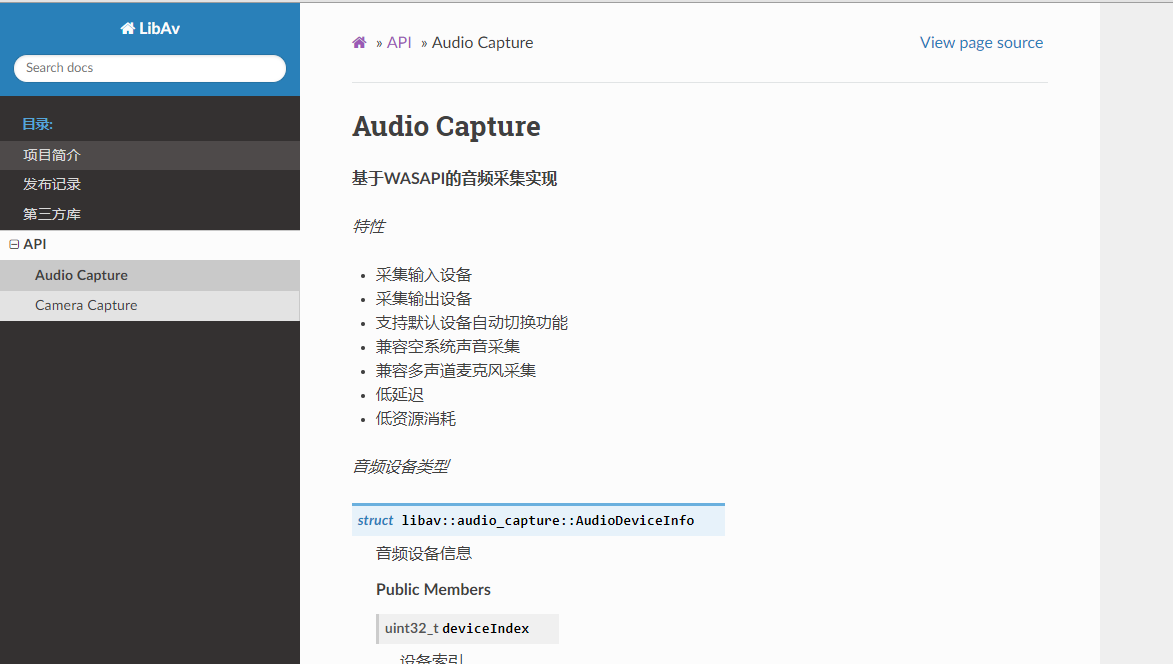 LibAv
Search docs
目录:
项目简介
发布记录
第三方库
API
Audio Capture
Camera Capture
» API » Audio Capture
View page source
Audio Capture
基于WASAPI的音频采集实现
特性
采集输入设备
采集输出设备
支持默认设备自动切换功能
兼容空系统声音采集
兼容多声道麦克风采集
低延迟
低资源消耗
音频设备类型
struct libav::audio_capture::AudioDeviceInfo
音频设备信息
Public Members
uint32_t deviceIndex
设备索引